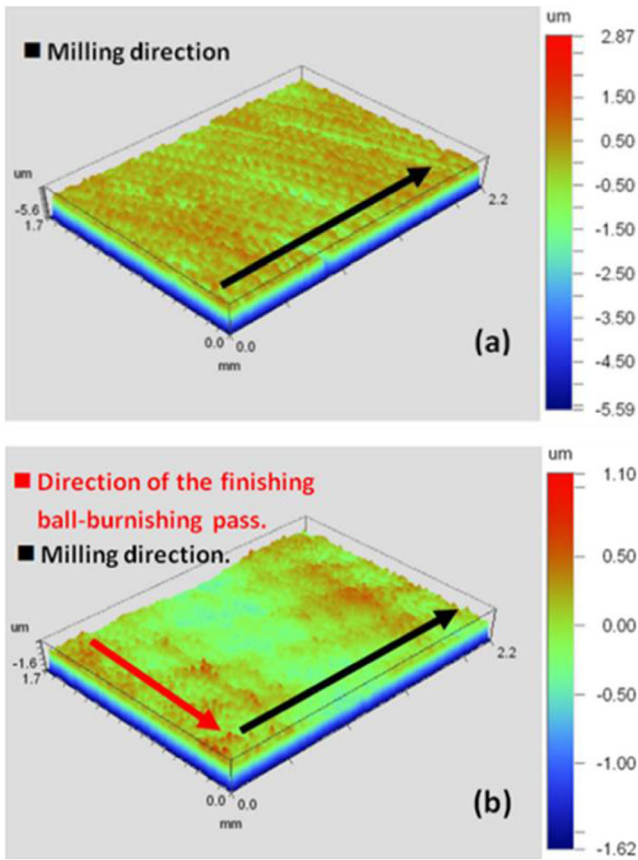 um
2.87
■ Milling direction
1.50
0.50
um
-0.50
-5.6
1.7
2.2
-1.50
-2.50
0.0 0.0
mm
(a)
-3.50
-4.50
-5.59
um
1.10
■ Direction of the finishing
ball-burnishing pass.
■ Milling direction.
0.50
um
0.00
-1.6
1.7
2.2
-0.50
-1.00
0.0 0.0
mm
(b)
-1.62